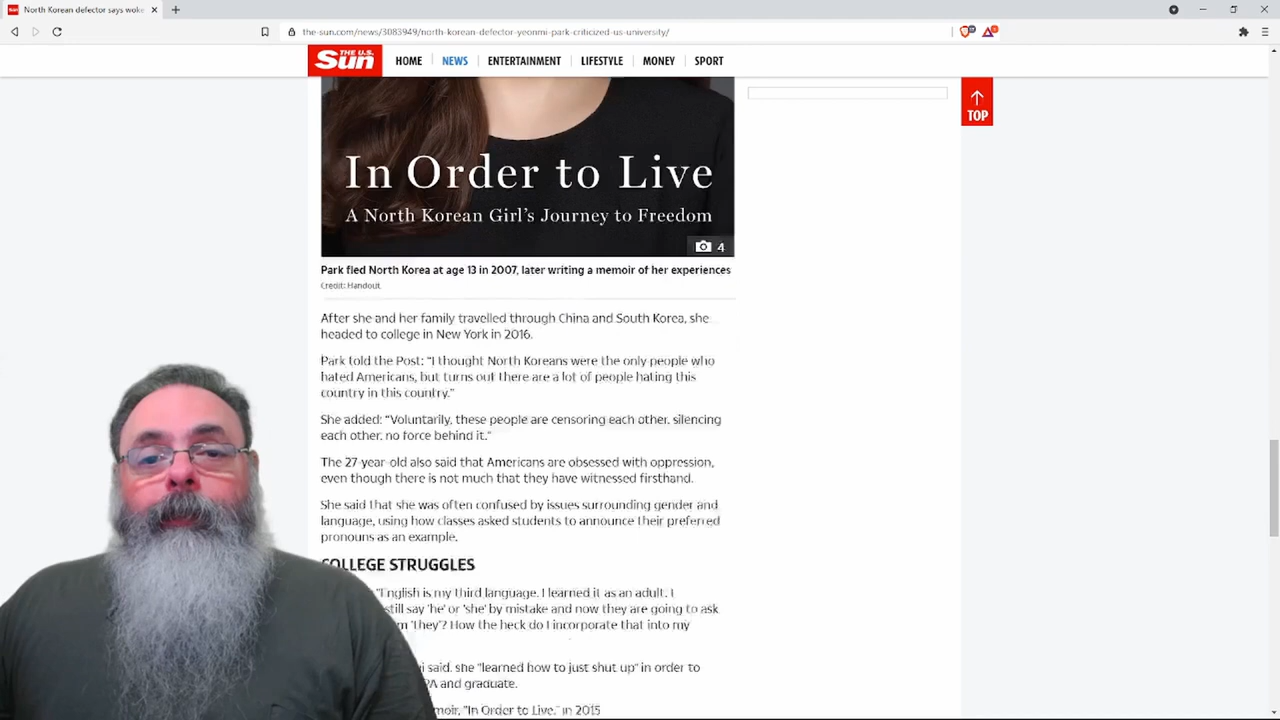 North Korean defector says woke
the-sun.com/news/3083949/north-korean-defector-yeonmi-park-criticized-us-university/
THE U.S. Sun
HOME NEWS ENTERTAINMENT LIFESTYLE MONEY SPORT
TOP
In Order to Live
A North Korean Girl's Journey to Freedom
4
Park fled North Korea at age 13 in 2007, later writing a memoir of her experiences
Credit: Handout
After she and her family travelled through China and South Korea, she
headed to college in New York in 2016.
Park told the Post: "I thought North Koreans were the only people who
hated Americans, but turns out there are a lot of people hating this
country in this country."
She added: "Voluntarily, these people are censoring each other, silencing
each other, no force behind it."
The 27-year-old also said that Americans are obsessed with oppression,
even though there is not much that they have witnessed firsthand.
She said that she was often confused by issues surrounding gender and
language, using how classes asked students to announce their preferred
pronouns as an example.
COLLEGE STRUGGLES
"English is my third language. I learned it as an adult. I
still say 'he' or 'she' by mistake and now they are going to ask
'they'? How the heck do I incorporate that into my
said, she "learned how to just shut up" in order to
and graduate.
"In Order to Live," in 2015